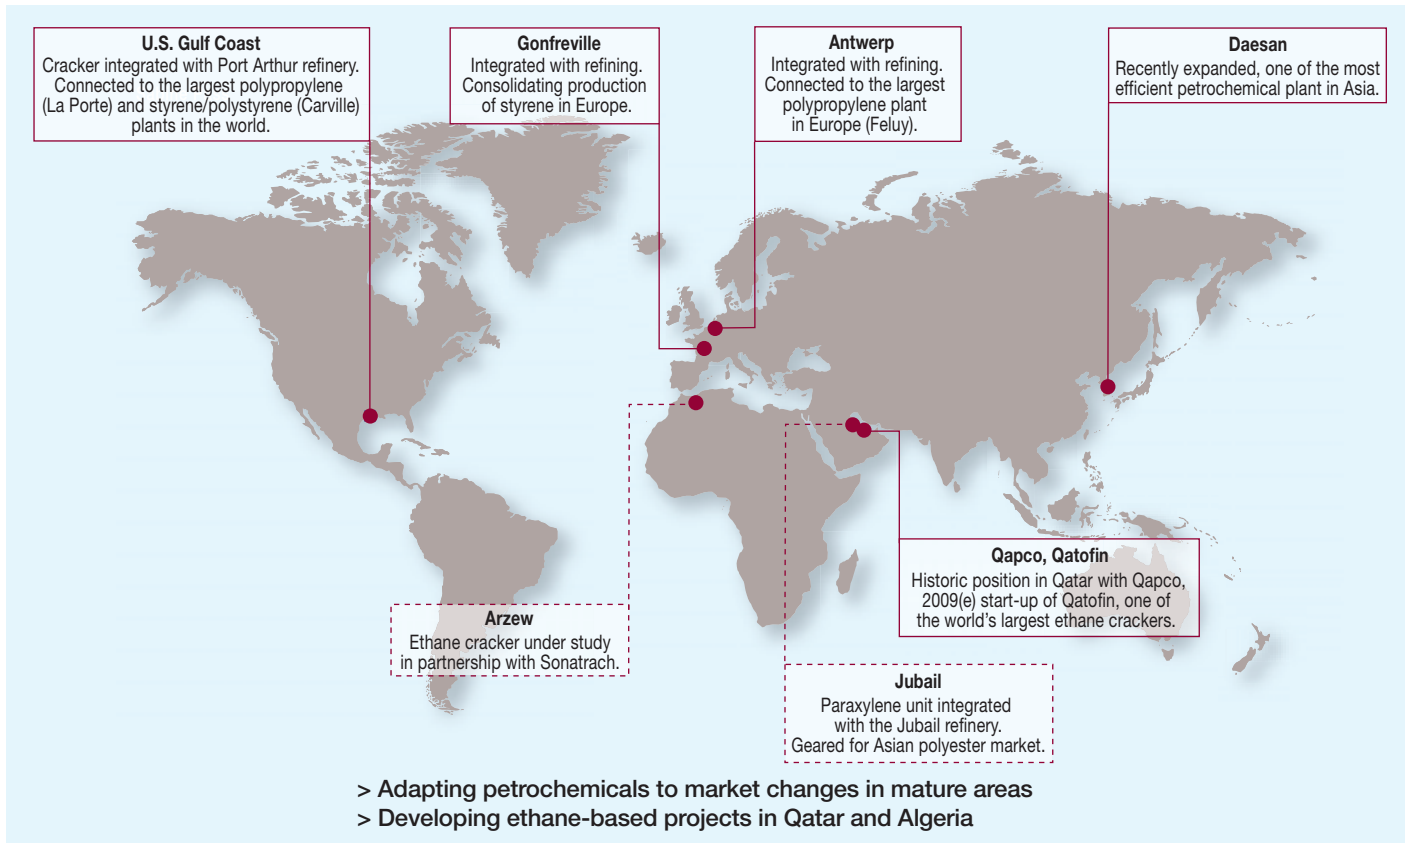 U.S. Gulf Coast
Cracker integrated with Port Arthur refinery.
Connected to the largest polypropylene
(La Porte) and styrene/polystyrene (Carville)
plants in the world.
Gonfreville
Integrated with refining.
Consolidating production
of styrene in Europe.
Antwerp
Integrated with refining.
Connected to the largest
polypropylene plant
in Europe (Feluy).
Daesan
Recently expanded, one of the most
efficient petrochemical plant in Asia.
Qapco, Qatofin
Historic position in Qatar with Qapco,
2009(e) start-up of Qatofin, one of
the world's largest ethane crackers.
Arzew
Ethane cracker under study
in partnership with Sonatrach.
Jubail
Paraxylene unit integrated
with the Jubail refinery.
Geared for Asian polyester market.
> Adapting petrochemicals to market changes in mature areas
> Developing ethane-based projects in Qatar and Algeria